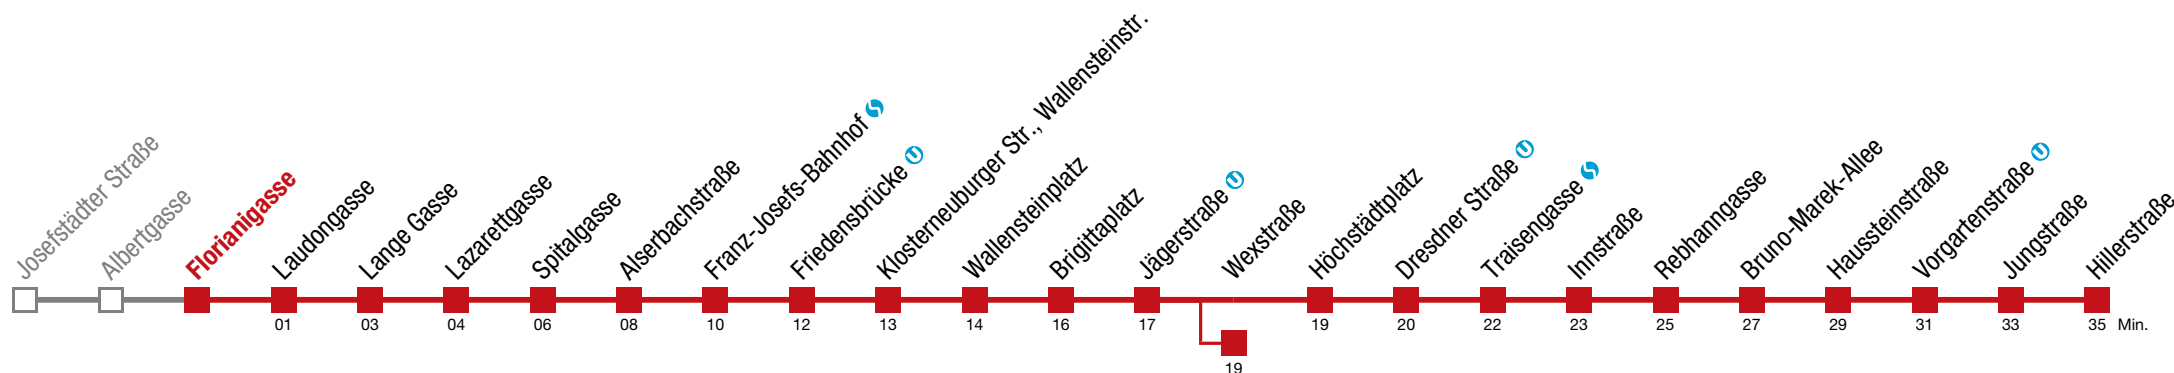 Josefstädter Straße
Albertgasse
Florianigasse
Laudongasse
Lange Gasse
Lazarettgasse
Spitalgasse
Alserbachstraße
Franz-Josefs-Bahnhof
Friedensbrücke
Klosterneuburger Str., Wallensteinstr.
Wallensteinplatz
Brigittaplatz
Jägerstraße
Wexstraße
Höchstädtplatz
Dresdner Straße
Traisengasse
Innstraße
Rebhanngasse
Bruno-Marek-Allee
Haussteinstraße
Vorgartenstraße
Jungstraße
Hillerstraße
01 03 04 06 08 10 12 13 14 16 17 19 20 22 23 25 27 29 31 33 35 Min.
19